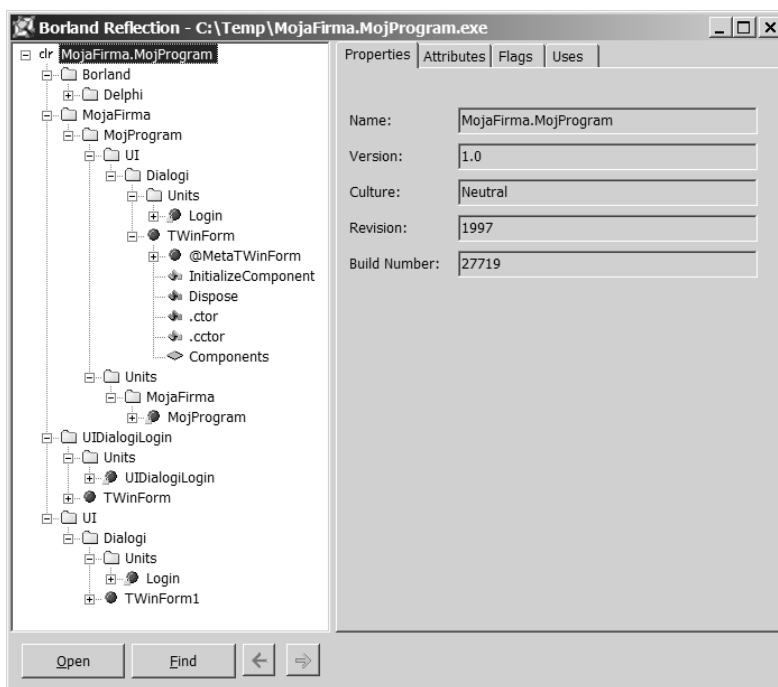 Borland Reflection - C:\Temp\MojaFirma.MojProgram.exe
clr MojaFirma.MojProgram
Borland
Delphi
MojaFirma
MojProgram
UI
Dialogi
Units
Login
TWinForm
@MetaTWinForm
InitializeComponent
Dispose
.ctor
.cctor
Components
Units
MojaFirma
MojProgram
UIDialogiLogin
Units
UIDialogiLogin
TWinForm
UI
Dialogi
Units
Login
TWinForm1
Properties Attributes Flags Uses
Name: MojaFirma.MojProgram
Version: 1.0
Culture: Neutral
Revision: 1997
Build Number: 27719
Open Find